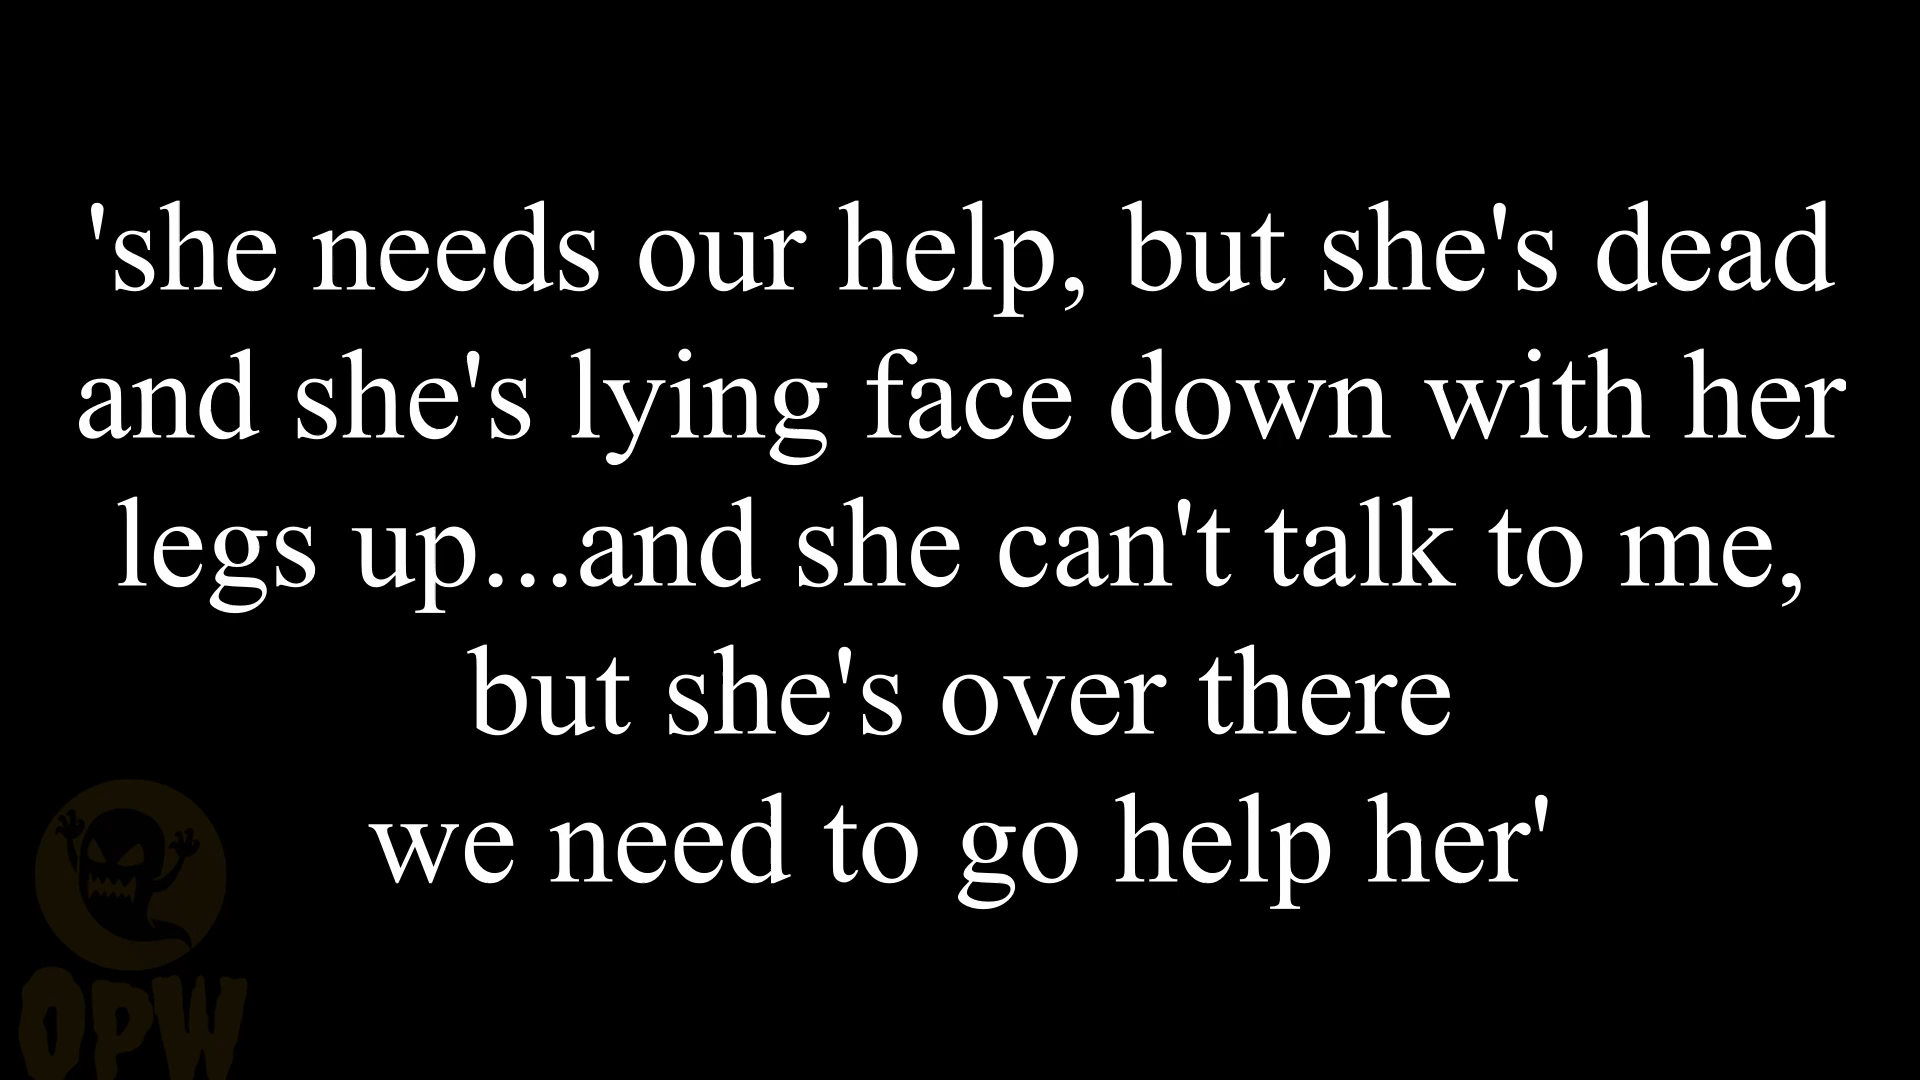 'she needs our help, but she's dead
and she's lying face down with her
legs up...and she can't talk to me,
but she's over there
we need to go help her'
OPW